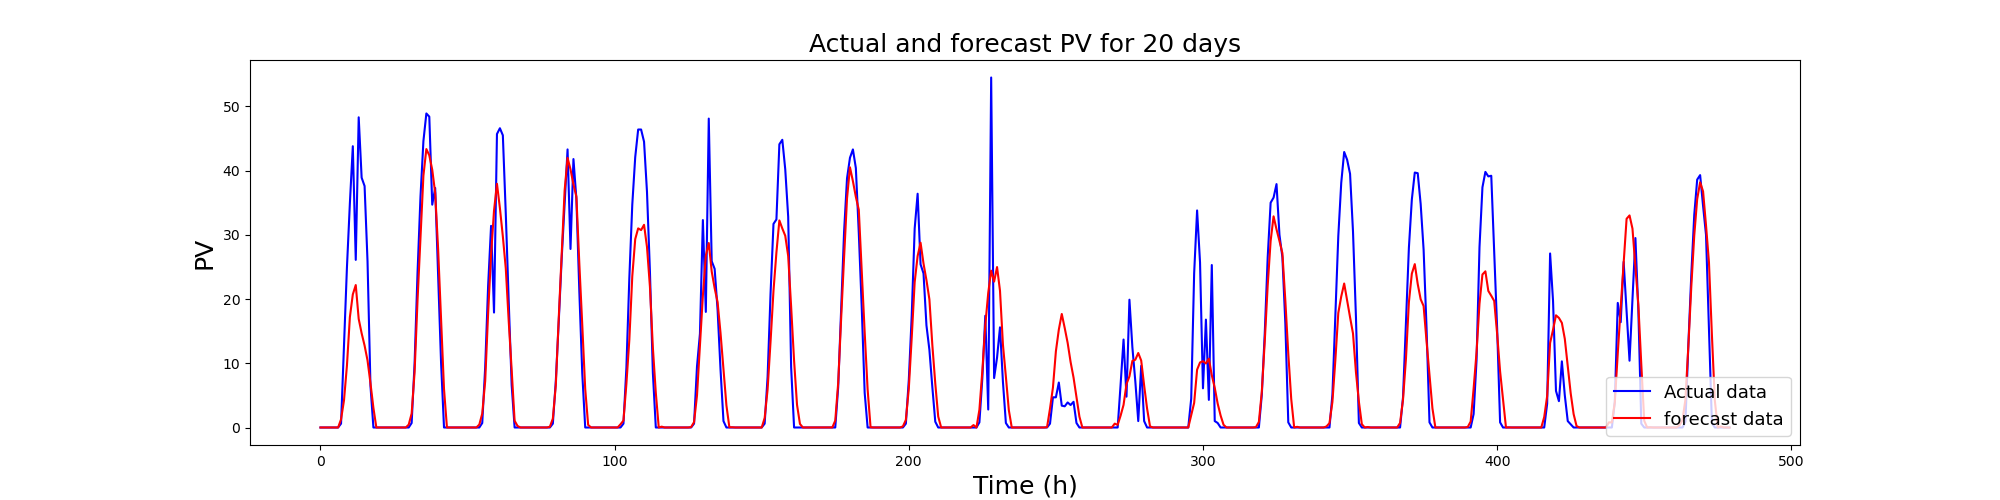 Actual and forecast PV for 20 days
50
40
30
20
10
0
PV
0 100 200 300 400 500
Time (h)
Actual data
forecast data